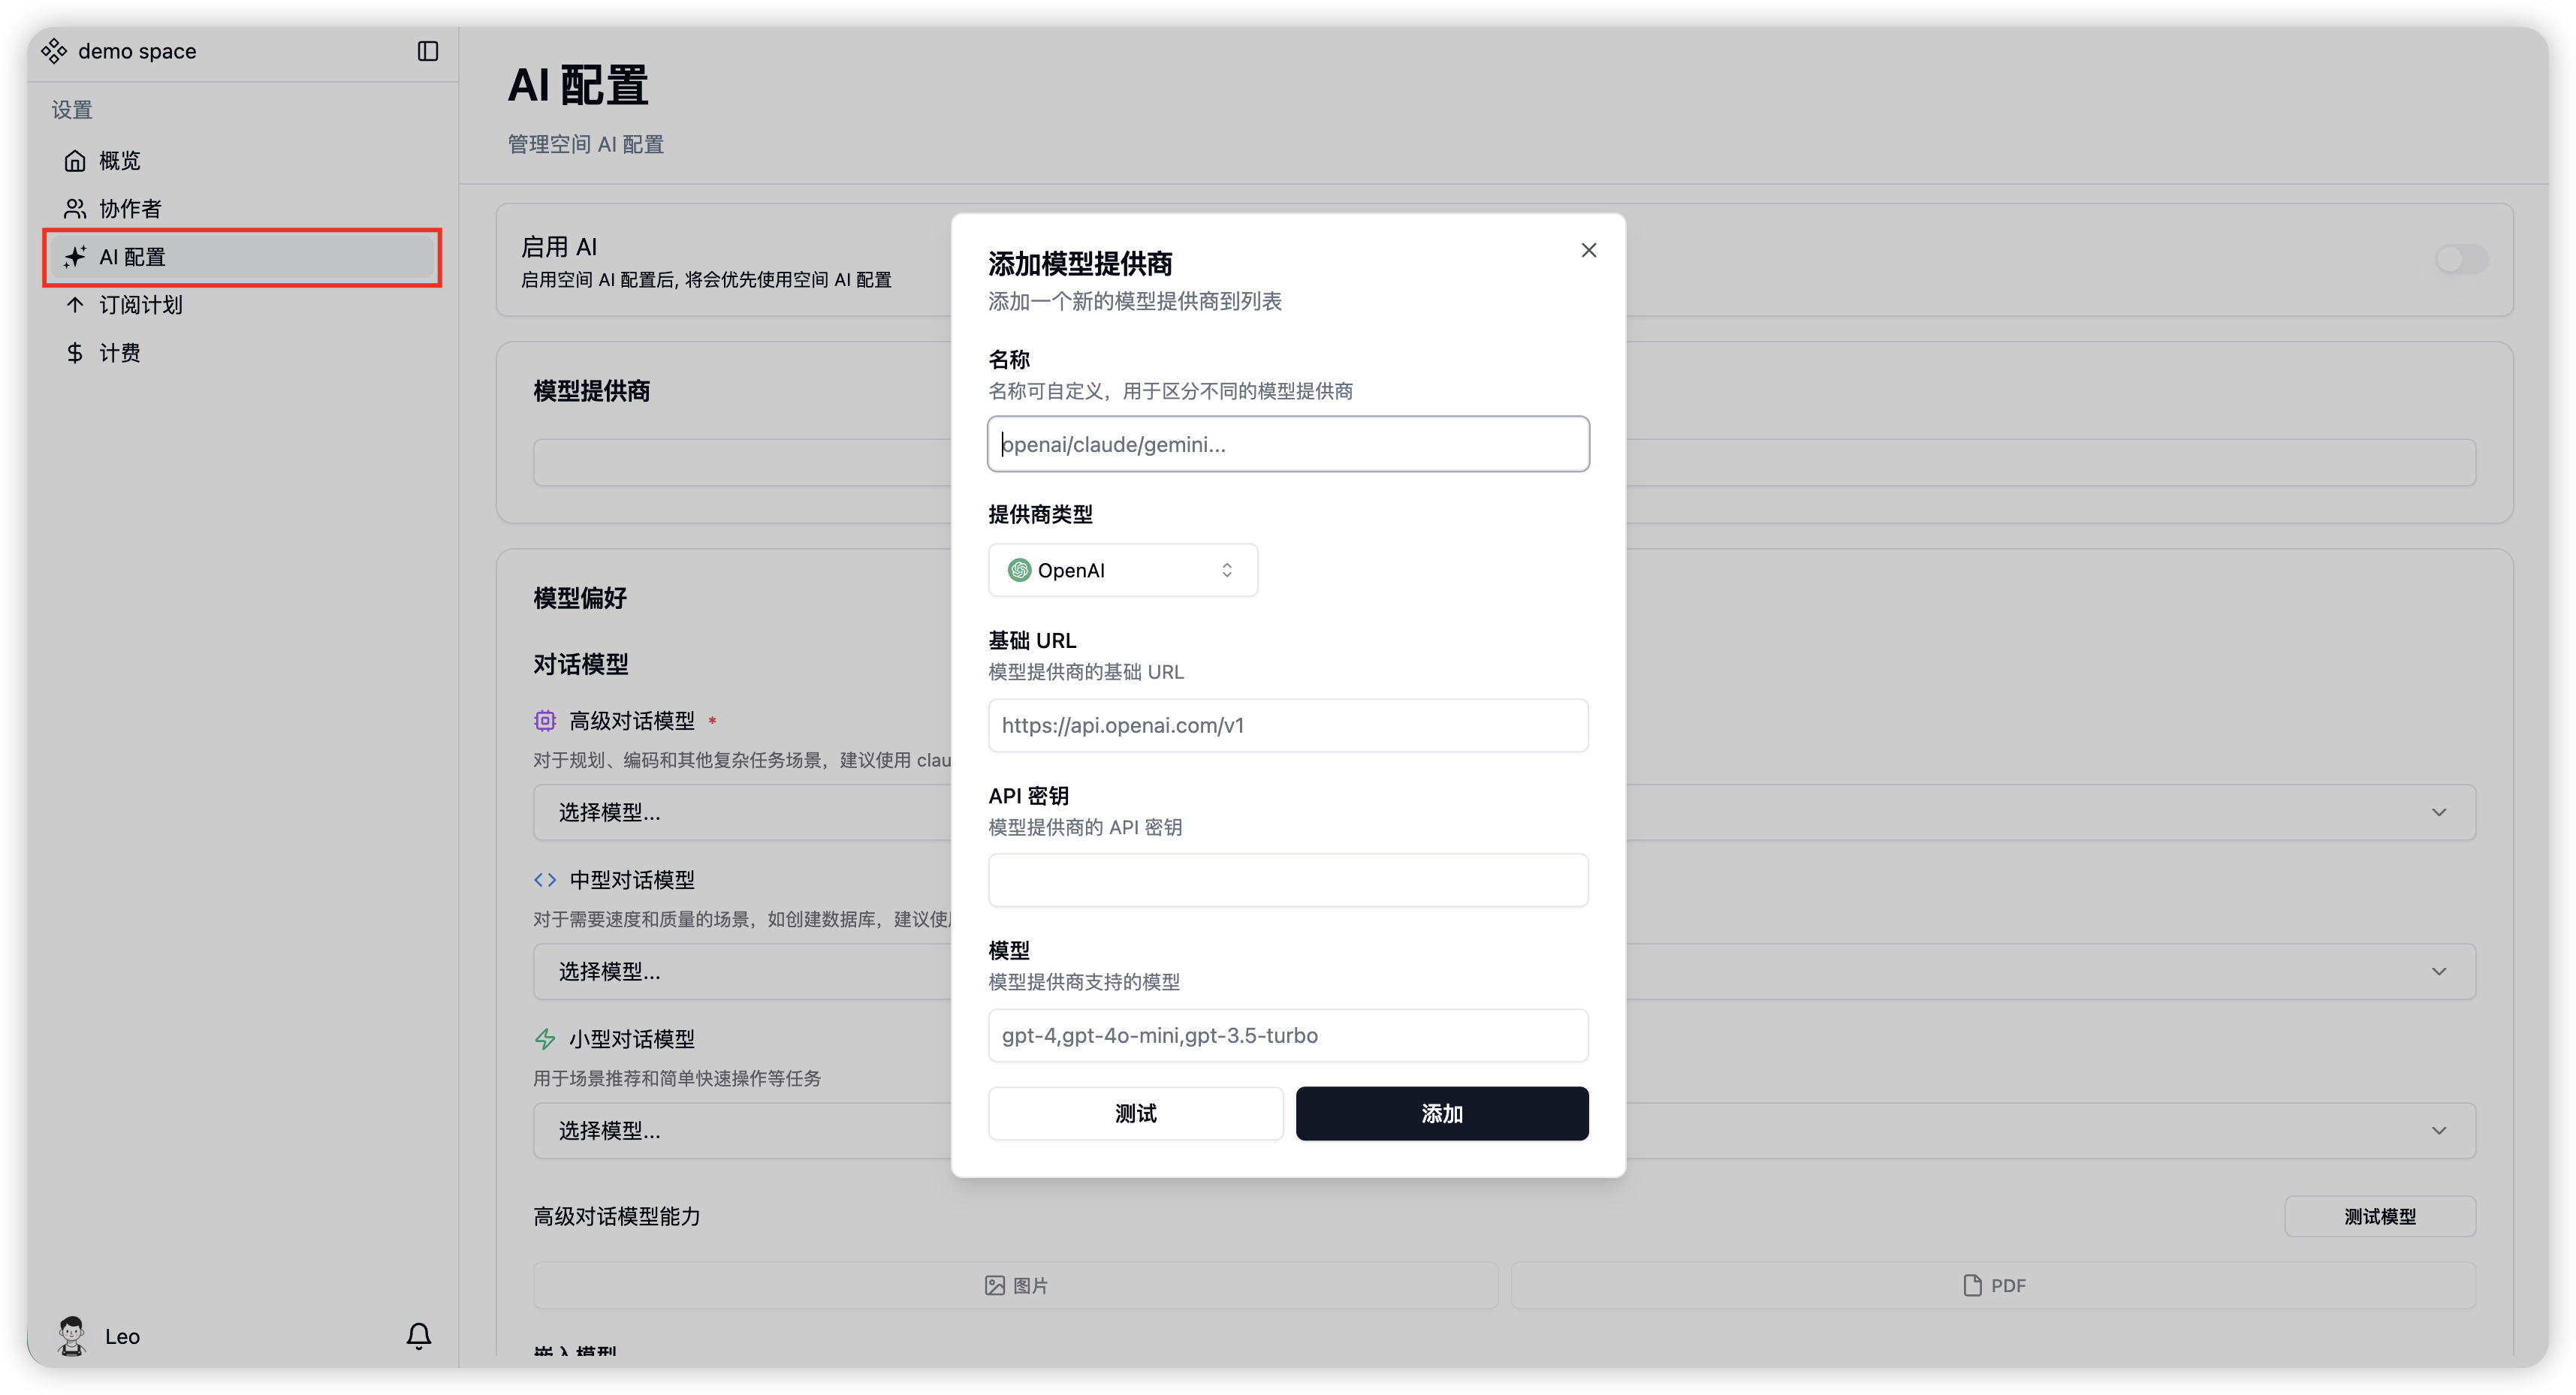 demo space
设置
概览
协作者
AI 配置
订阅计划
计费
Leo
AI 配置
管理空间 AI 配置
启用 AI
启用空间 AI 配置后, 将会优先使用空间 AI 配置
模型提供商
模型偏好
对话模型
高级对话模型 *
对于规划、编码和其他复杂任务场景，建议使用 clau
选择模型...
中型对话模型
对于需要速度和质量的场景，如创建数据库，建议使
选择模型...
小型对话模型
用于场景推荐和简单快速操作等任务
选择模型...
高级对话模型能力
测试模型
图片
PDF
嵌入模型
添加模型提供商
添加一个新的模型提供商到列表
名称
名称可自定义，用于区分不同的模型提供商
openai/claude/gemini...
提供商类型
OpenAI
基础 URL
模型提供商的基础 URL
https://api.openai.com/v1
API 密钥
模型提供商的 API 密钥
模型
模型提供商支持的模型
gpt-4,gpt-4o-mini,gpt-3.5-turbo
测试
添加